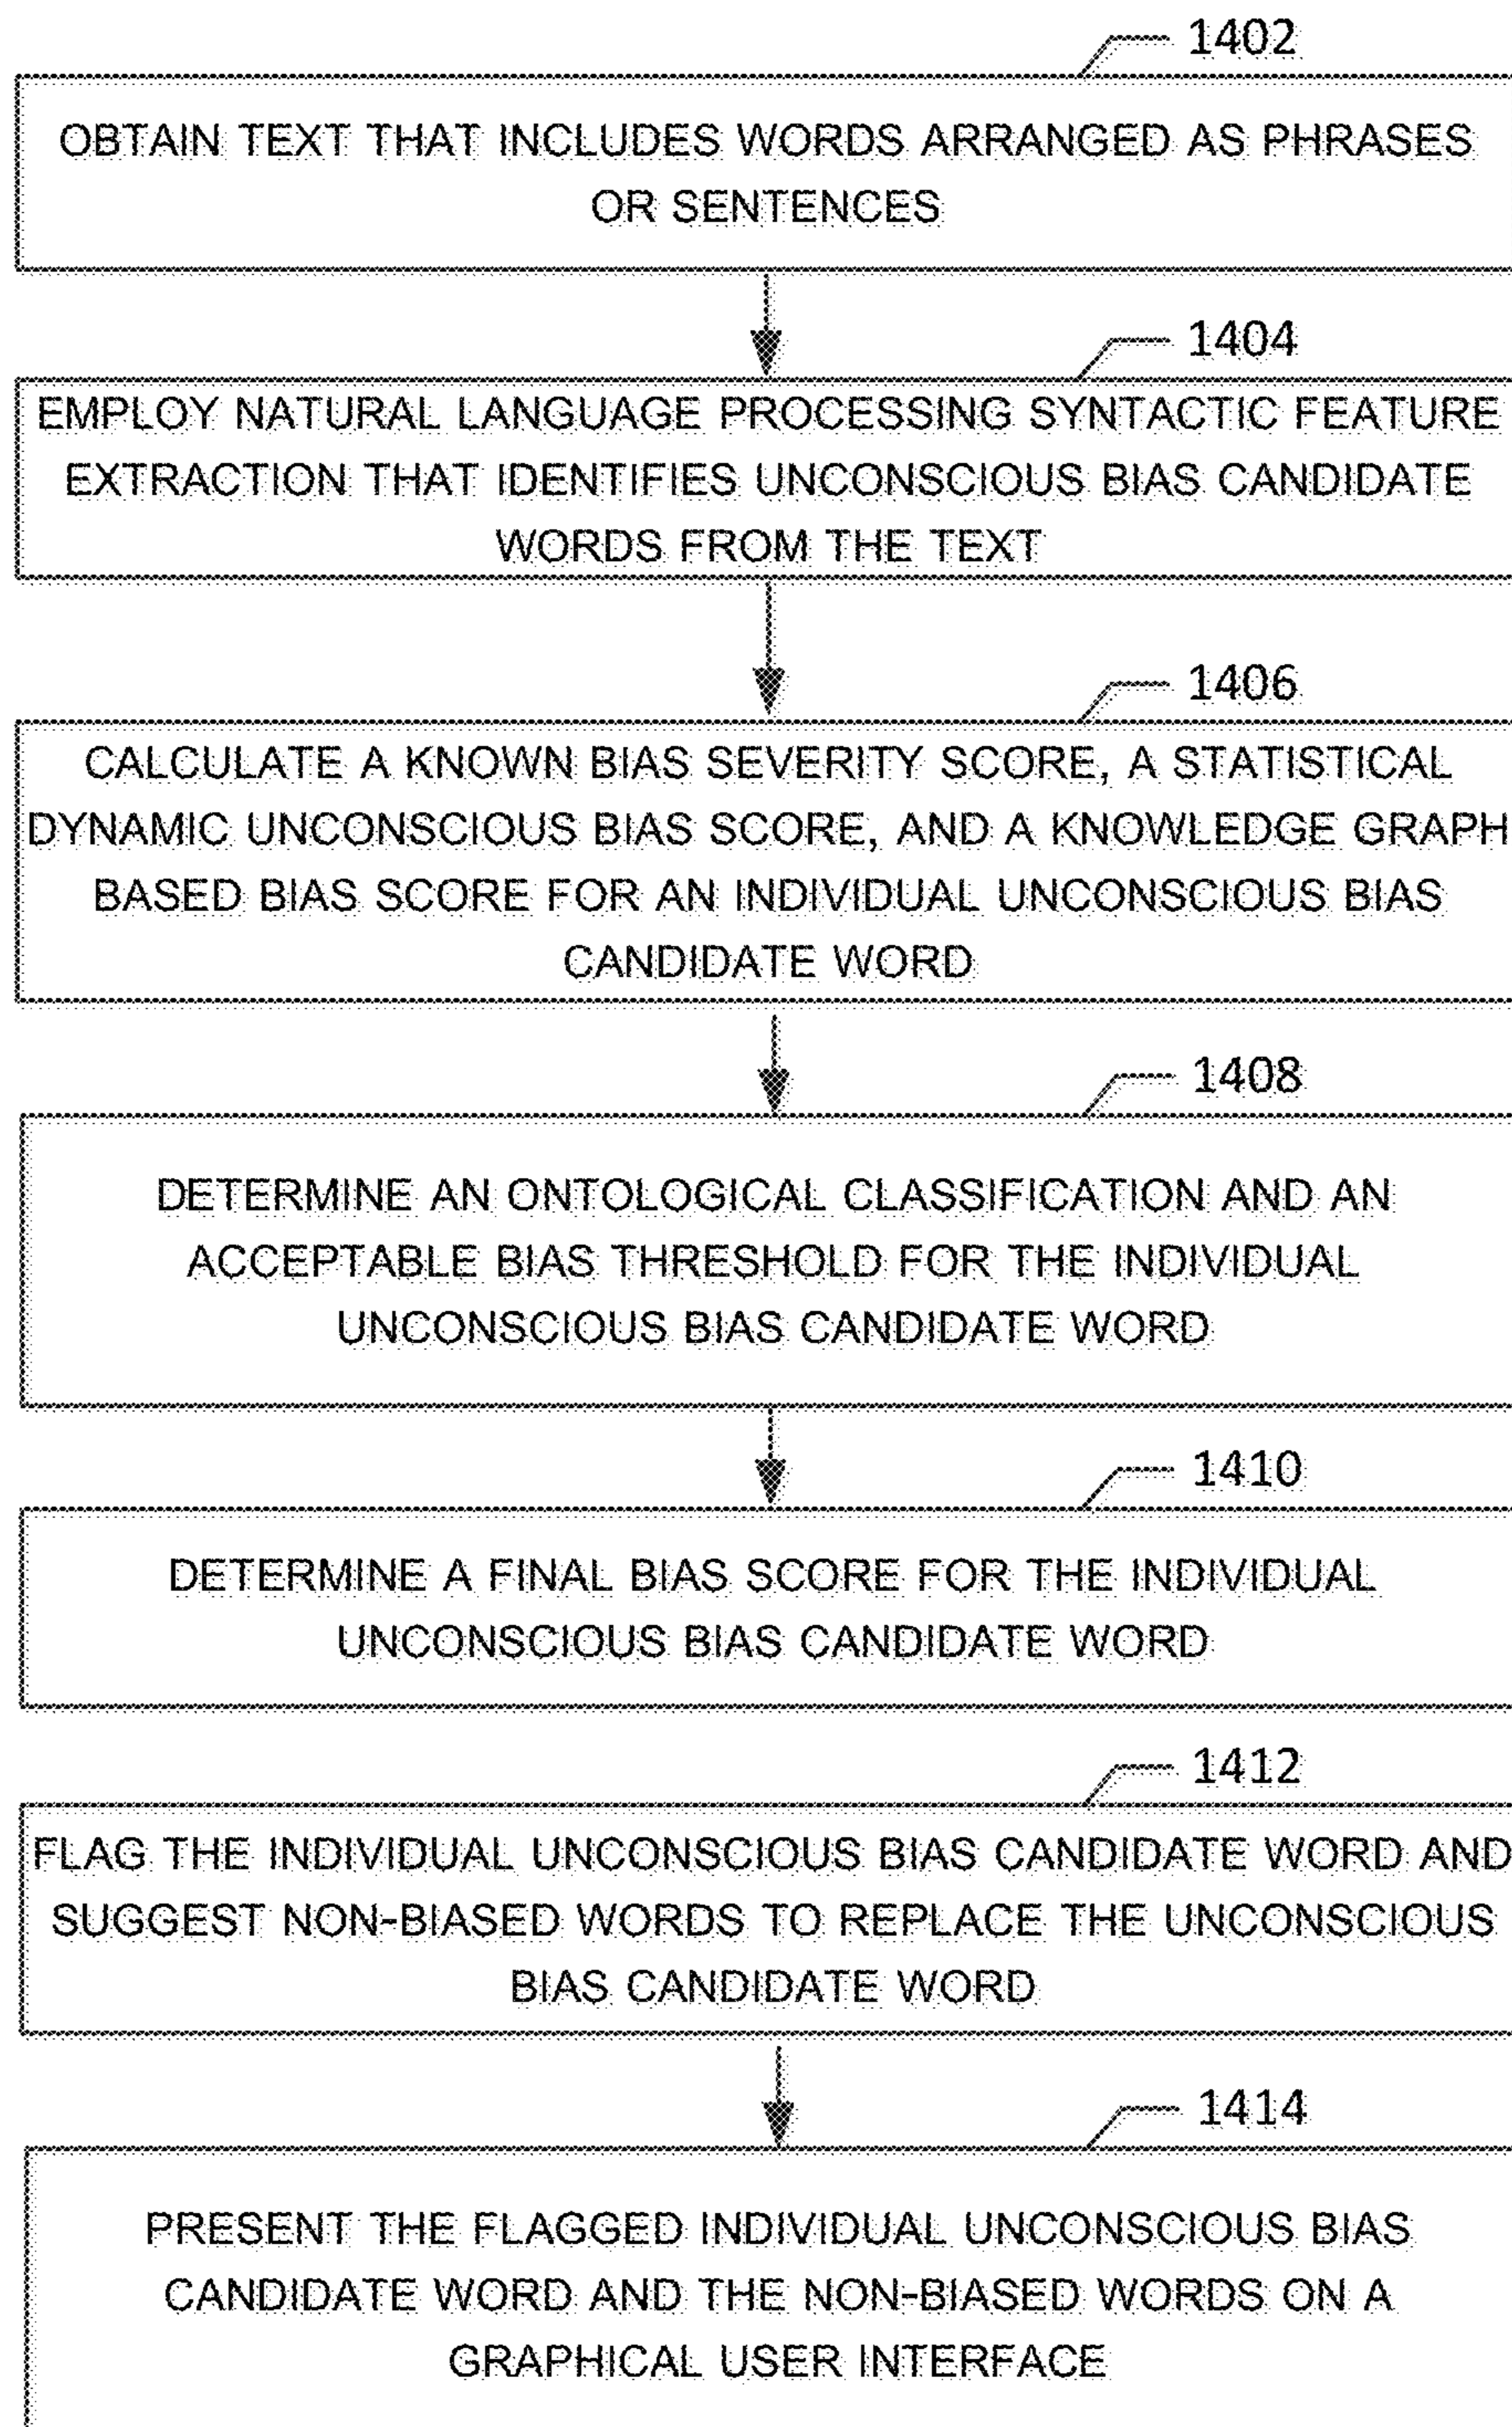 1402
OBTAIN TEXT THAT INCLUDES WORDS ARRANGED AS PHRASES
OR SENTENCES
1404
EMPLOY NATURAL LANGUAGE PROCESSING SYNTACTIC FEATURE
EXTRACTION THAT IDENTIFIES UNCONSCIOUS BIAS CANDIDATE
WORDS FROM THE TEXT
1406
CALCULATE A KNOWN BIAS SEVERITY SCORE, A STATISTICAL
DYNAMIC UNCONSCIOUS BIAS SCORE, AND A KNOWLEDGE GRAPH
BASED BIAS SCORE FOR AN INDIVIDUAL UNCONSCIOUS BIAS
CANDIDATE WORD
1408
DETERMINE AN ONTOLOGICAL CLASSIFICATION AND AN
ACCEPTABLE BIAS THRESHOLD FOR THE INDIVIDUAL
UNCONSCIOUS BIAS CANDIDATE WORD
1410
DETERMINE A FINAL BIAS SCORE FOR THE INDIVIDUAL
UNCONSCIOUS BIAS CANDIDATE WORD
1412
FLAG THE INDIVIDUAL UNCONSCIOUS BIAS CANDIDATE WORD AND
SUGGEST NON-BIASED WORDS TO REPLACE THE UNCONSCIOUS
BIAS CANDIDATE WORD
1414
PRESENT THE FLAGGED INDIVIDUAL UNCONSCIOUS BIAS
CANDIDATE WORD AND THE NON-BIASED WORDS ON A
GRAPHICAL USER INTERFACE